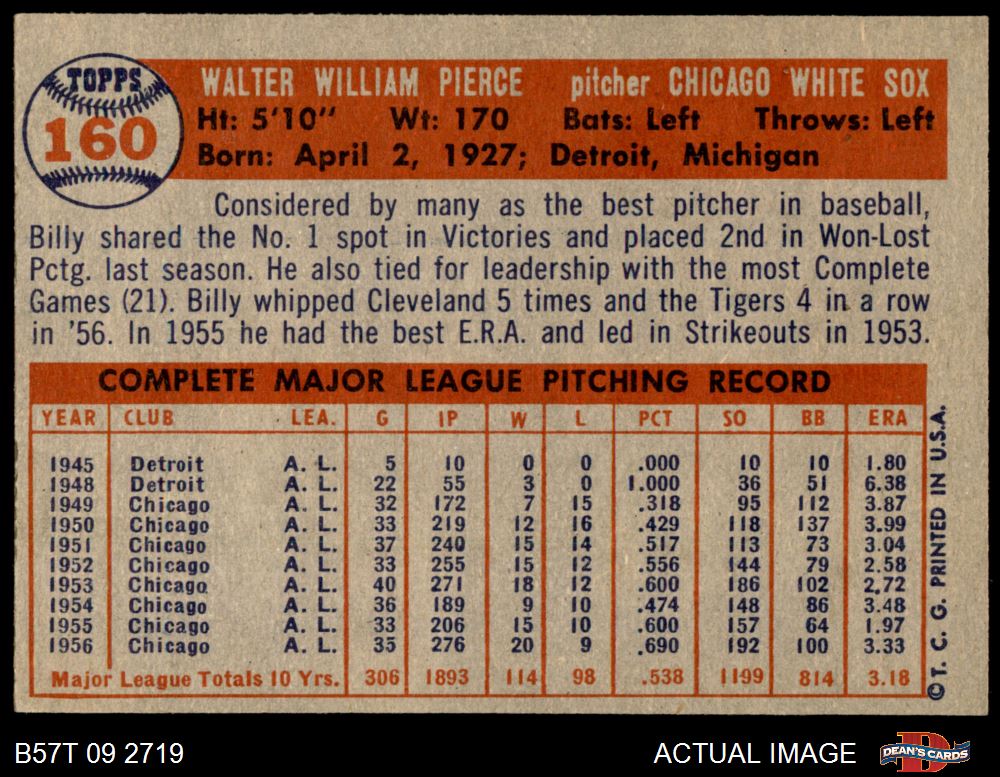 TOPPS
160
WALTER WILLIAM PIERCE pitcher CHICAGO WHITE SOX
Ht: 5'10" Wt: 170 Bats: Left Throws: Left
Born: April 2, 1927; Detroit, Michigan
Considered by many as the best pitcher in baseball,
Billy shared the No. 1 spot in Victories and placed 2nd in Won-Lost
Pctg. last season. He also tied for leadership with the most Complete
Games (21). Billy whipped Cleveland 5 times and the Tigers 4 in a row
in '56. In 1955 he had the best E.R.A. and led in Strikeouts in 1953.
COMPLETE MAJOR LEAGUE PITCHING RECORD
YEAR CLUB LEA. G IP W L PCT SO BB ERA
1945 Detroit A. L. 5 10 0 0 .000 10 10 1.80
1948 Detroit A. L. 22 55 3 0 1.000 36 51 6.38
1949 Chicago A. L. 32 172 7 15 .318 95 112 3.87
1950 Chicago A. L. 33 219 12 16 .429 118 137 3.99
1951 Chicago A. L. 37 240 15 14 .517 113 73 3.04
1952 Chicago A. L. 33 255 15 12 .556 144 79 2.58
1953 Chicago A. L. 40 271 18 12 .600 186 102 2.72
1954 Chicago A. L. 36 189 9 10 .474 148 86 3.48
1955 Chicago A. L. 33 206 15 10 .600 157 64 1.97
1956 Chicago A. L. 35 276 20 9 .690 192 100 3.33
Major League Totals 10 Yrs. 306 1893 114 98 .538 1199 814 3.18
©T. C. G. PRINTED IN U.S.A.
B57T 09 2719 ACTUAL IMAGE DEAN'S CARDS